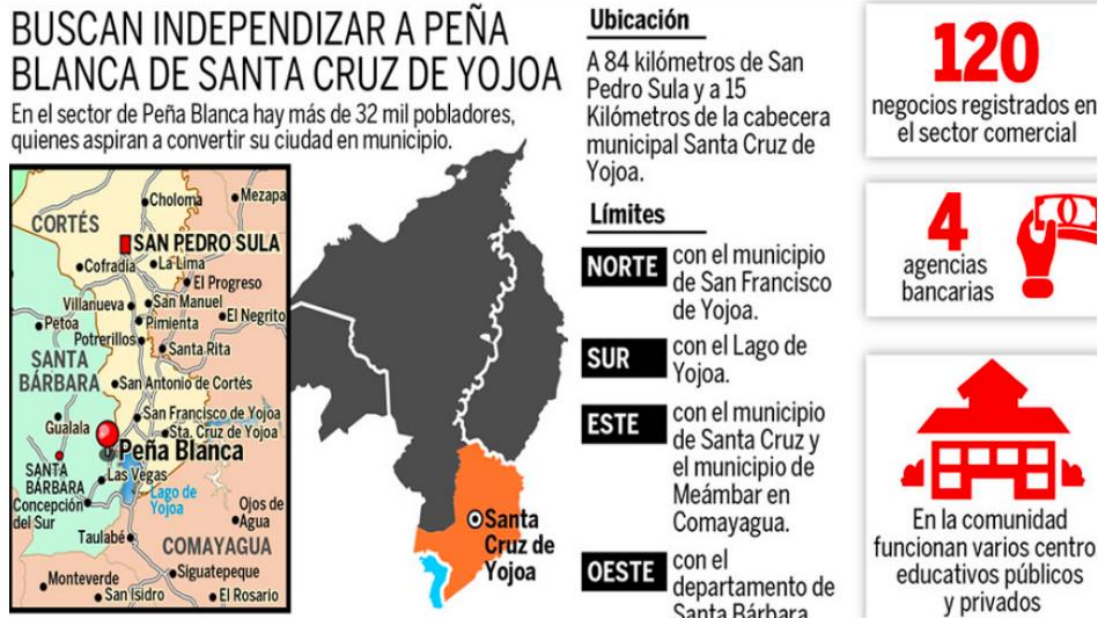 BUSCAN INDEPENDIZAR A PEÑA
BLANCA DE SANTA CRUZ DE YOJOA
En el sector de Peña Blanca hay más de 32 mil pobladores,
quienes aspiran a convertir su ciudad en municipio.
CORTÉS
Choloma
Mezapa
SAN PEDRO SULA
Cofradía
La Lima
El Progreso
Villanueva
San Manuel
Petoa
Pimienta
El Negrito
Potrerillos
Santa Rita
SANTA
BÁRBARA
San Antonio de Cortés
Gualala
San Francisco de Yojoa
Sta. Cruz de Yojoa
Peña Blanca
SANTA
BÁRBARA
Las Vegas
Lago de
Yojoa
Concepción
del Sur
Ojos de
Agua
Taulabé
COMAYAGUA
Monteverde
Siguatepeque
San Isidro
El Rosario
Santa
Cruz de
Yojoa
Ubicación
A 84 kilómetros de San
Pedro Sula y a 15
Kilómetros de la cabecera
municipal Santa Cruz de
Yojoa.
Límites
NORTE con el municipio
de San Francisco
de Yojoa.
SUR con el Lago de
Yojoa.
ESTE con el municipio
de Santa Cruz y
el municipio de
Meámbar en
Comayagua.
OESTE con el
departamento de
Santa Bárbara
120
negocios registrados en
el sector comercial
4
agencias
bancarias
En la comunidad
funcionan varios centro
educativos públicos
y privados